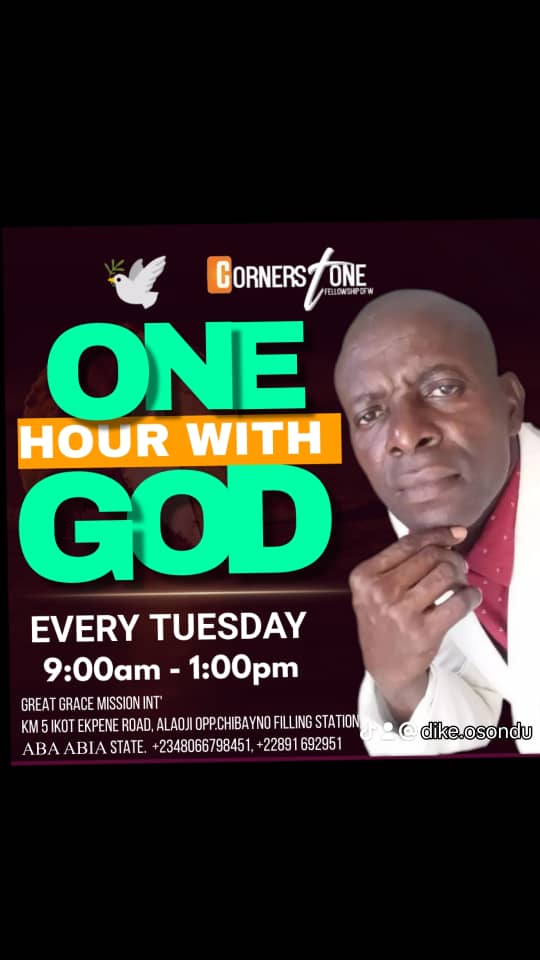 CORNERSTONE
FELLOWSHIP DFW
ONE
HOUR WITH
GOD
EVERY TUESDAY
9:00am - 1:00pm
GREAT GRACE MISSION INT'
KM 5 IKOT EKPENE ROAD, ALAOJI OPP.CHIBAYNO FILLING STATION
ABA ABIA STATE. +2348066798451, +22891 692951
@ dike.osondu